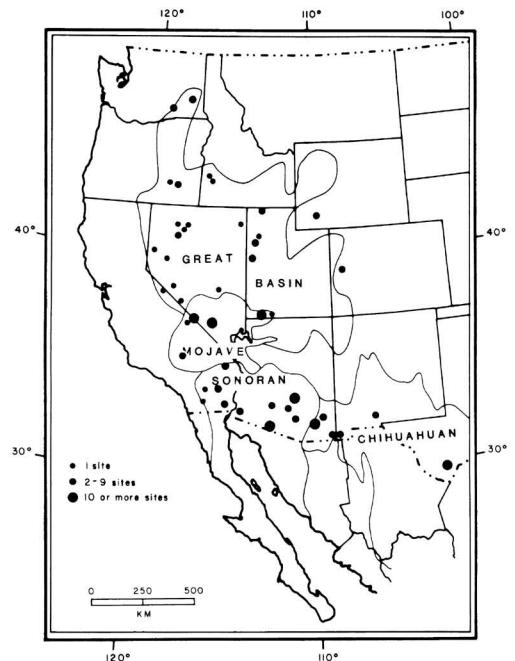 120° 110° 100°
40° 40°
GREAT
BASIN
MOJAVE
SONORAN
CHIHUAHUAN
30° 30°
1 site
2-9 sites
10 or more sites
0 250 500
KM
120° 110°